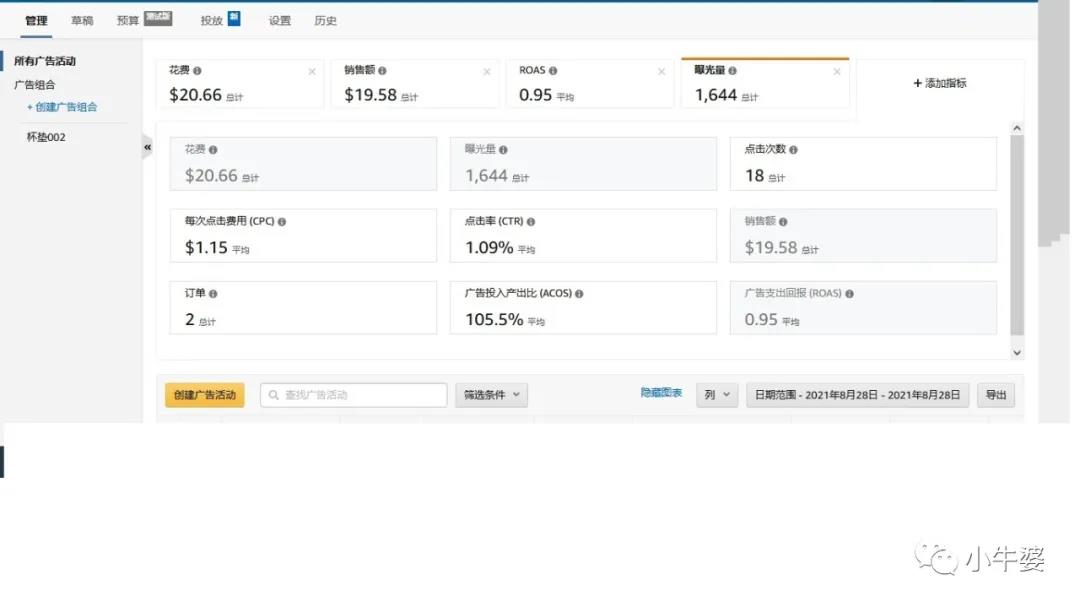 管理 草稿 预算 测试版 投放 新 设置 历史
所有广告活动
广告组合
+ 创建广告组合
杯垫002
«
花费 销售额 ROAS 曝光量
$20.66 总计 $19.58 总计 0.95 平均 1,644 总计
+ 添加指标
花费 曝光量 点击次数
$20.66 总计 1,644 总计 18 总计
每次点击费用 (CPC) 点击率 (CTR) 销售额
$1.15 平均 1.09% 平均 $19.58 总计
订单 广告投入产出比 (ACOS) 广告支出回报 (ROAS)
2 总计 105.5% 平均 0.95 平均
创建广告活动 查找广告活动 筛选条件 隐藏图表 列 日期范围 - 2021年8月28日 - 2021年8月28日 导出
小牛婆